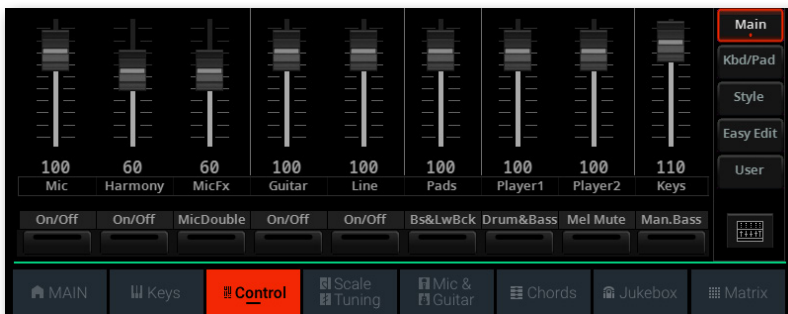 Main
Kbd/Pad
Style
Easy Edit
User
100 60 60 100 100 100 100 100 110
Mic Harmony MicFx Guitar Line Pads Player1 Player2 Keys
On/Off On/Off MicDouble On/Off On/Off Bs&LwBck Drum&Bass Mel Mute Man.Bass
MAIN Keys Control Scale Tuning Mic & Guitar Chords Jukebox Matrix